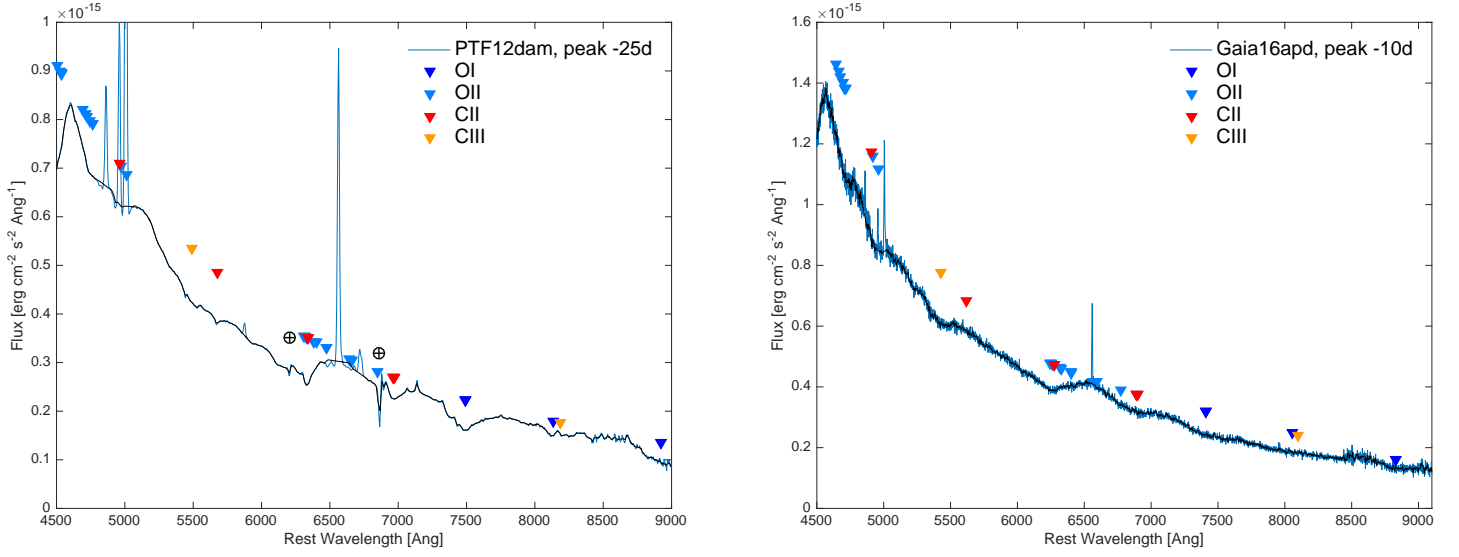 ×10⁻¹⁵
1
0.9
0.8
0.7
0.6
0.5
0.4
0.3
0.2
0.1
0
Flux [erg cm⁻² s⁻² Ang⁻¹]
4500 5000 5500 6000 6500 7000 7500 8000 8500 9000
Rest Wavelength [Ang]
PTF12dam, peak -25d
OI
OII
CII
CIII
×10⁻¹⁵
1.6
1.4
1.2
1
0.8
0.6
0.4
0.2
0
Flux [erg cm⁻² s⁻² Ang⁻¹]
4500 5000 5500 6000 6500 7000 7500 8000 8500 9000
Rest Wavelength [Ang]
Gaia16apd, peak -10d
OI
OII
CII
CIII